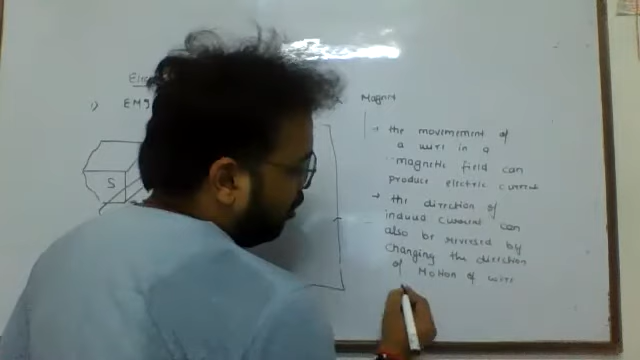 1) EMI
Magnet
S
→ the movement of
a wire in a
magnetic field can
produce electric current
→ the direction of
induced current can
also be reversed by
changing the direction
of Motion of wire